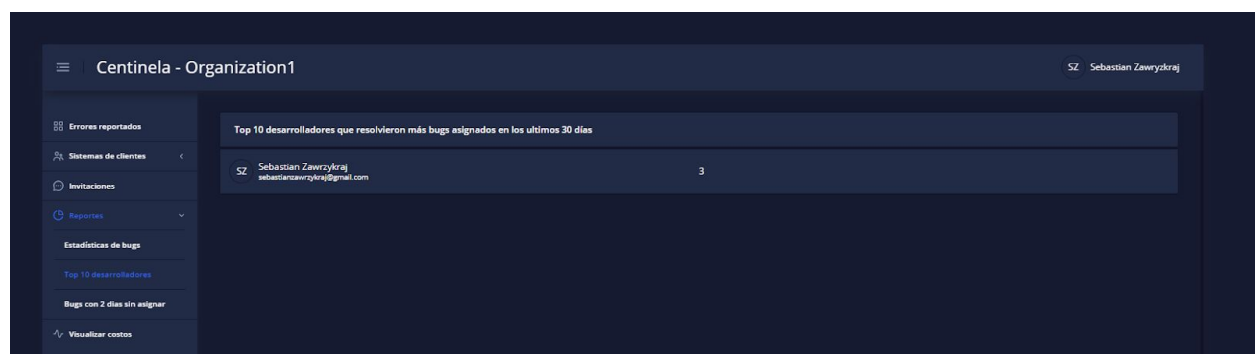 Centinela - Organization1
SZ Sebastian Zawryzkraj
Errores reportados
Sistemas de clientes
Invitaciones
Reportes
Estadísticas de bugs
Top 10 desarrolladores
Bugs con 2 dias sin asignar
Visualizar costos
Top 10 desarrolladores que resolvieron más bugs asignados en los ultimos 30 días
SZ Sebastian Zawrzykraj 3
sebastianzawrzykraj@gmail.com